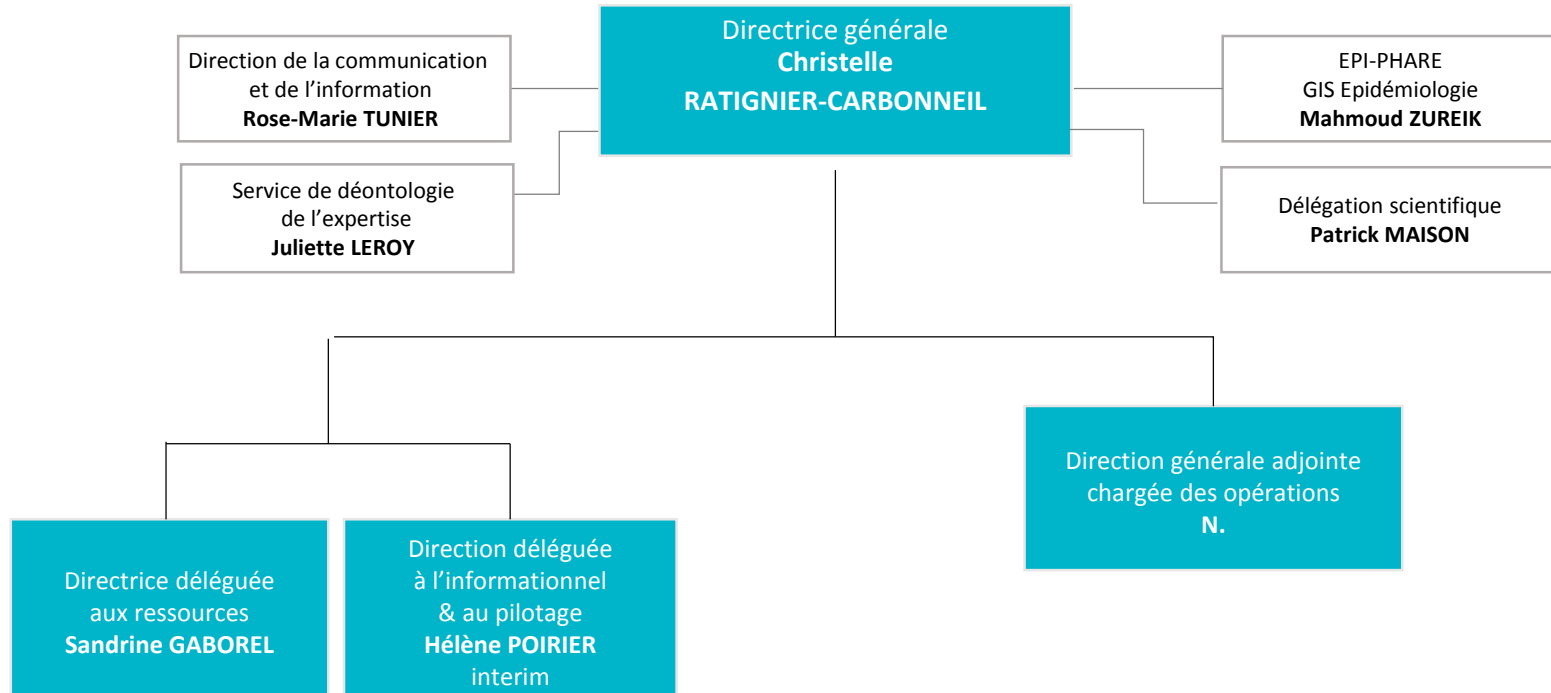 Directrice générale
Christelle
RATIGNIER-CARBONNEIL
Direction de la communication
et de l’information
Rose-Marie TUNIER
EPI-PHARE
GIS Epidémiologie
Mahmoud ZUREIK
Service de déontologie
de l’expertise
Juliette LEROY
Délégation scientifique
Patrick MAISON
Direction générale adjointe
chargée des opérations
N.
Directrice déléguée
aux ressources
Sandrine GABOREL
Direction déléguée
à l’informationnel
& au pilotage
Hélène POIRIER
interim